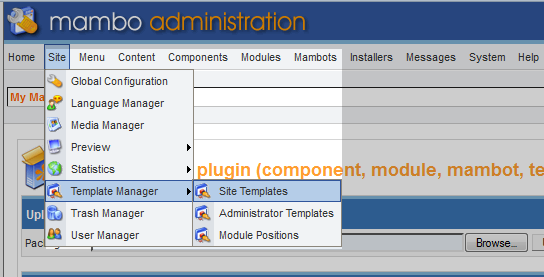 mambo administration
Home Site Menu Content Components Modules Mambots Installers Messages System Help
Global Configuration
My Ma
Language Manager
Media Manager
Preview
Statistics
plugin (component, module, mambot, te
Template Manager Site Templates
Upl
Trash Manager Administrator Templates
User Manager Module Positions
Pac Browse...